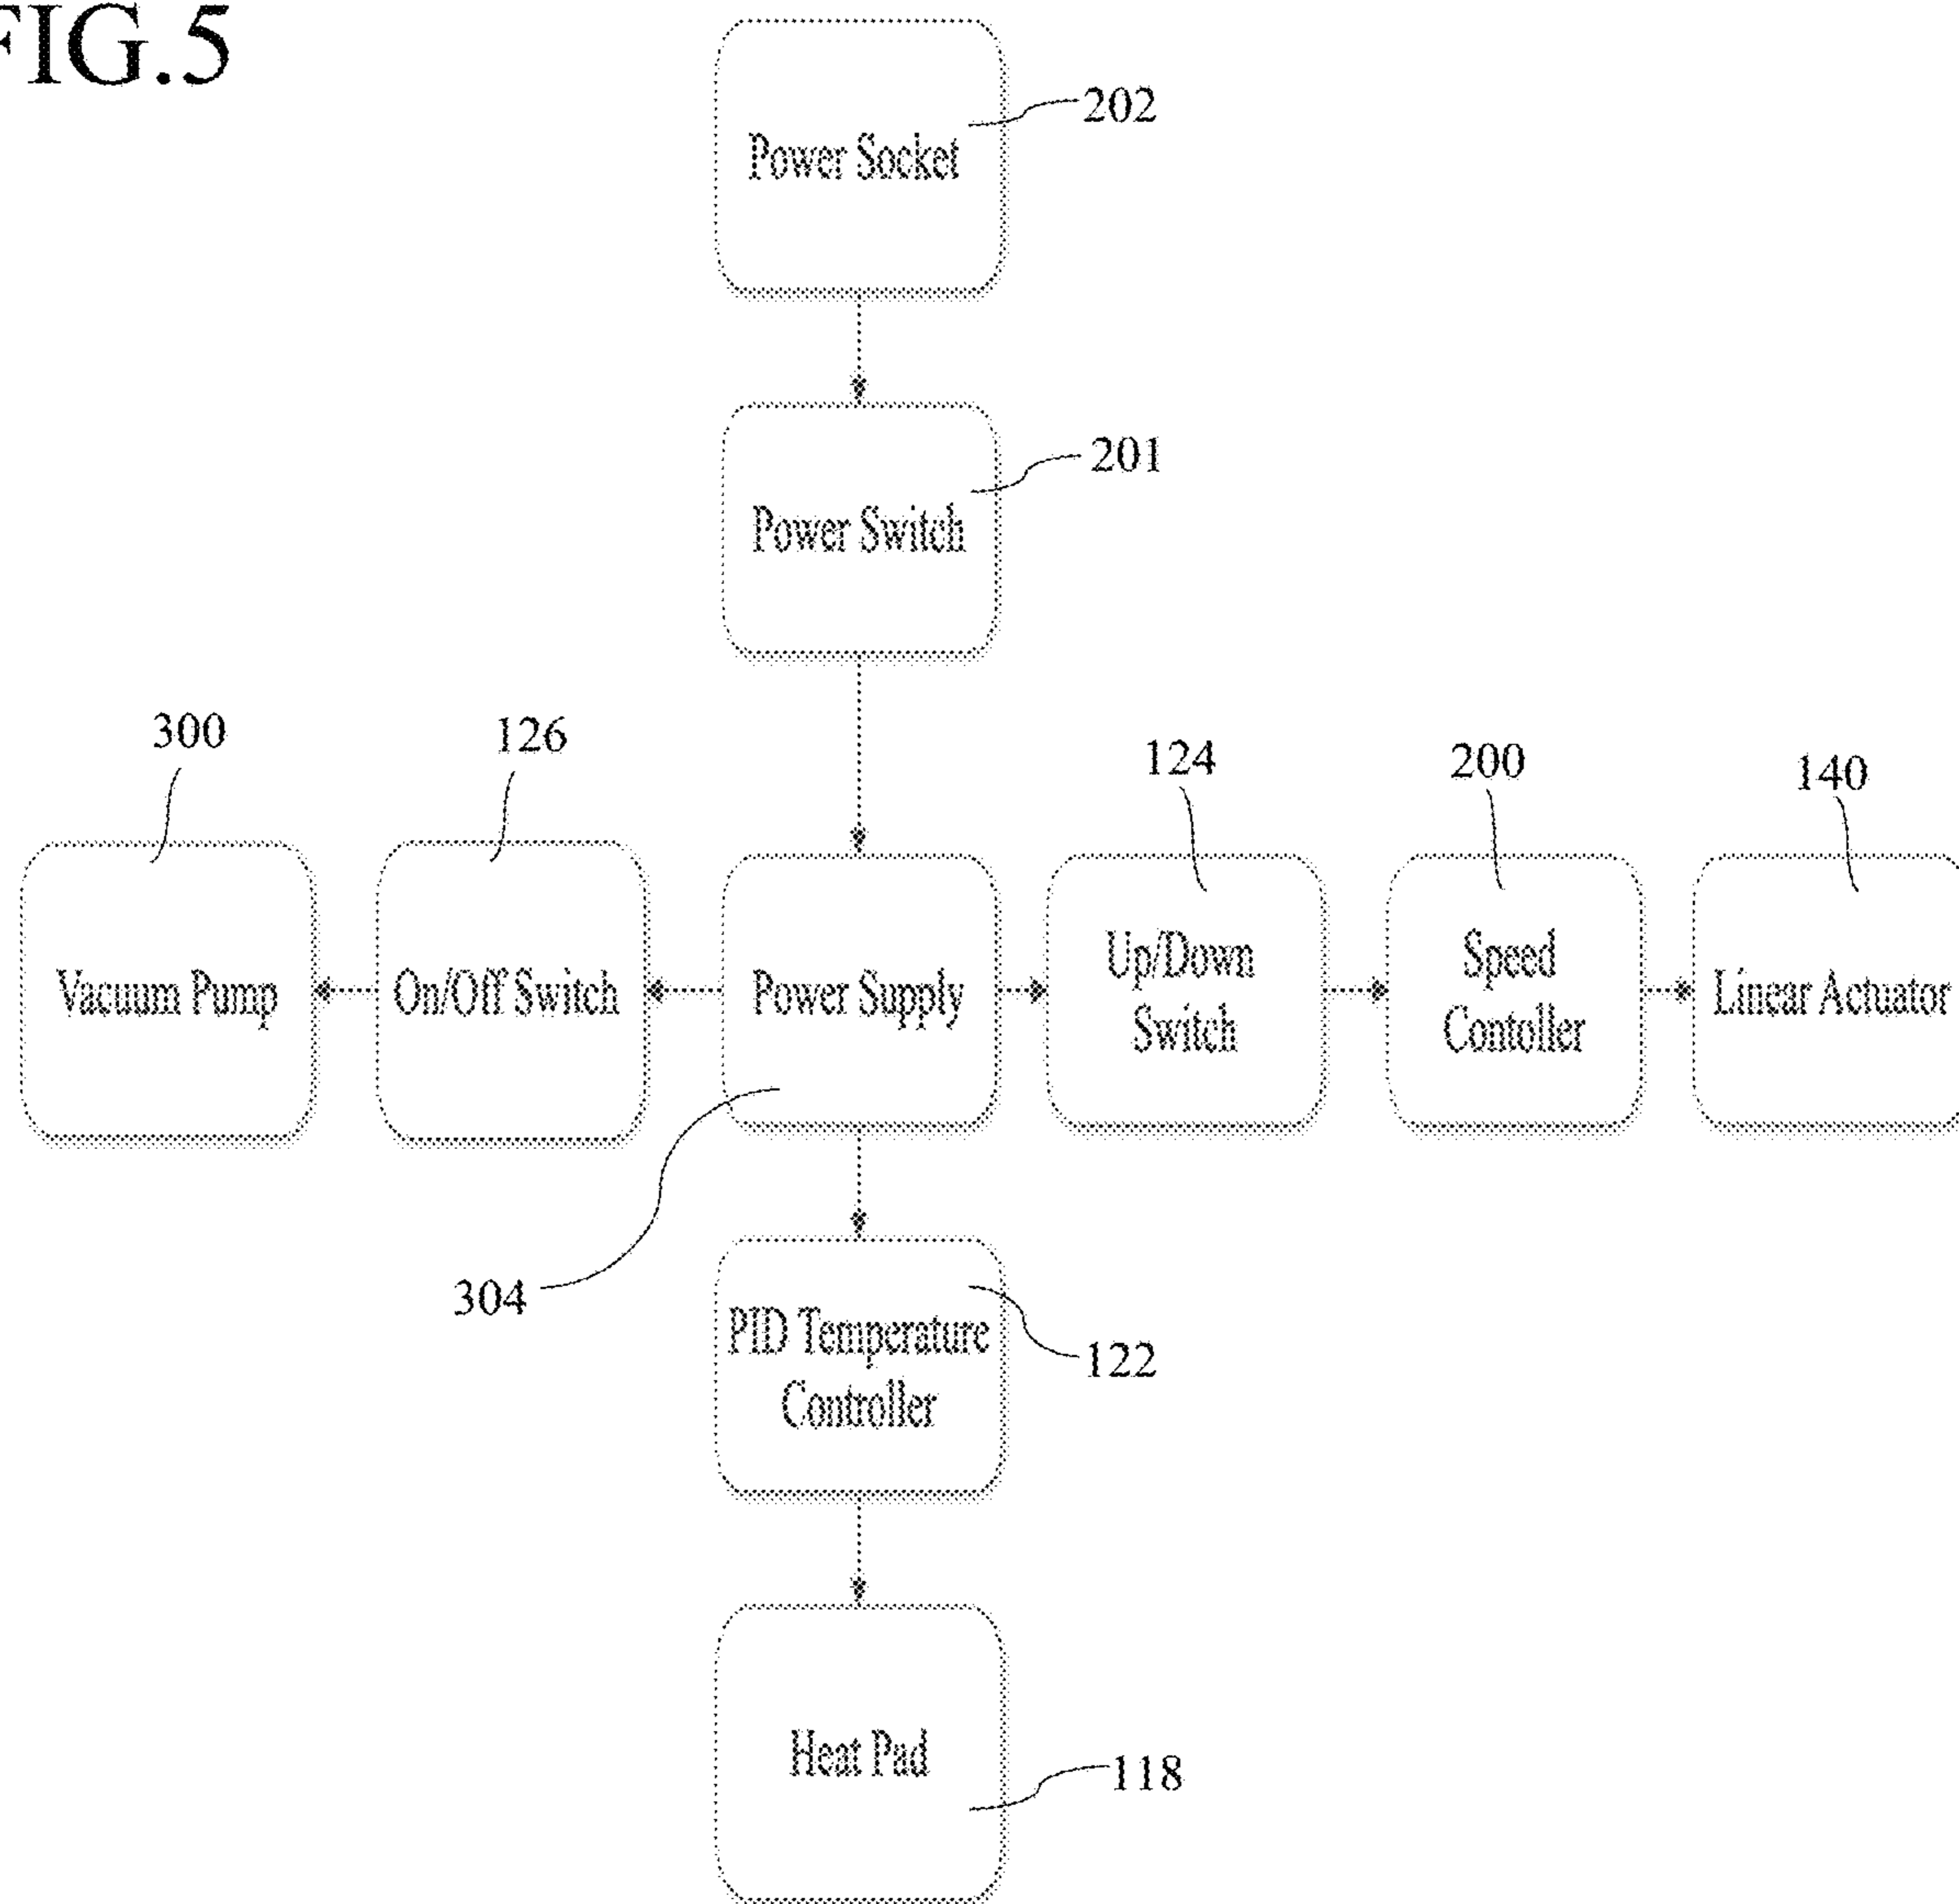 FIG.5
202
Power Socket
201
Power Switch
300
126
124
200
140
Vacuum Pump
On/Off Switch
Power Supply
Up/Down
Switch
Speed
Contoller
Linear Actuator
304
PID Temperature
Controller
122
Heat Pad
118